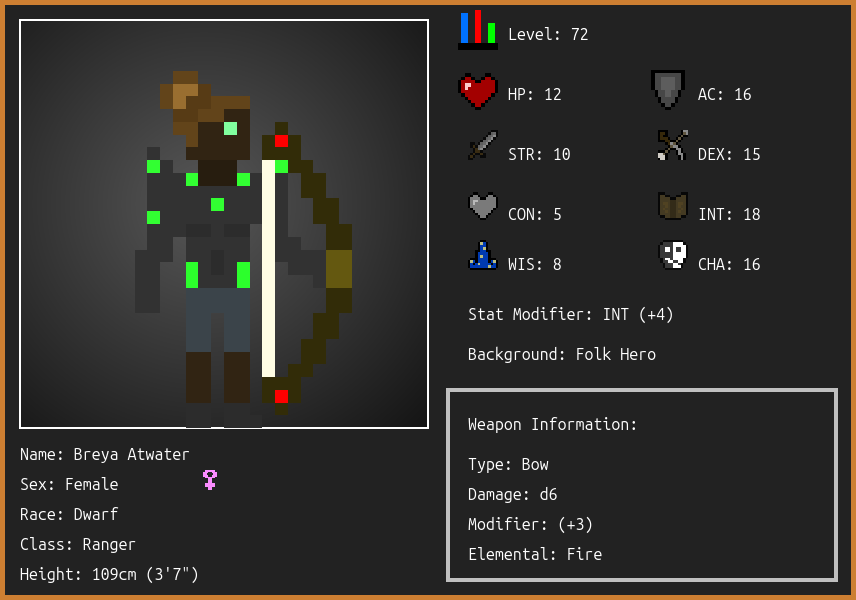 Level: 72
HP: 12
AC: 16
STR: 10
DEX: 15
CON: 5
INT: 18
WIS: 8
CHA: 16
Stat Modifier: INT (+4)
Background: Folk Hero
Weapon Information:
Type: Bow
Damage: d6
Modifier: (+3)
Elemental: Fire
Name: Breya Atwater
Sex: Female
Race: Dwarf
Class: Ranger
Height: 109cm (3'7")